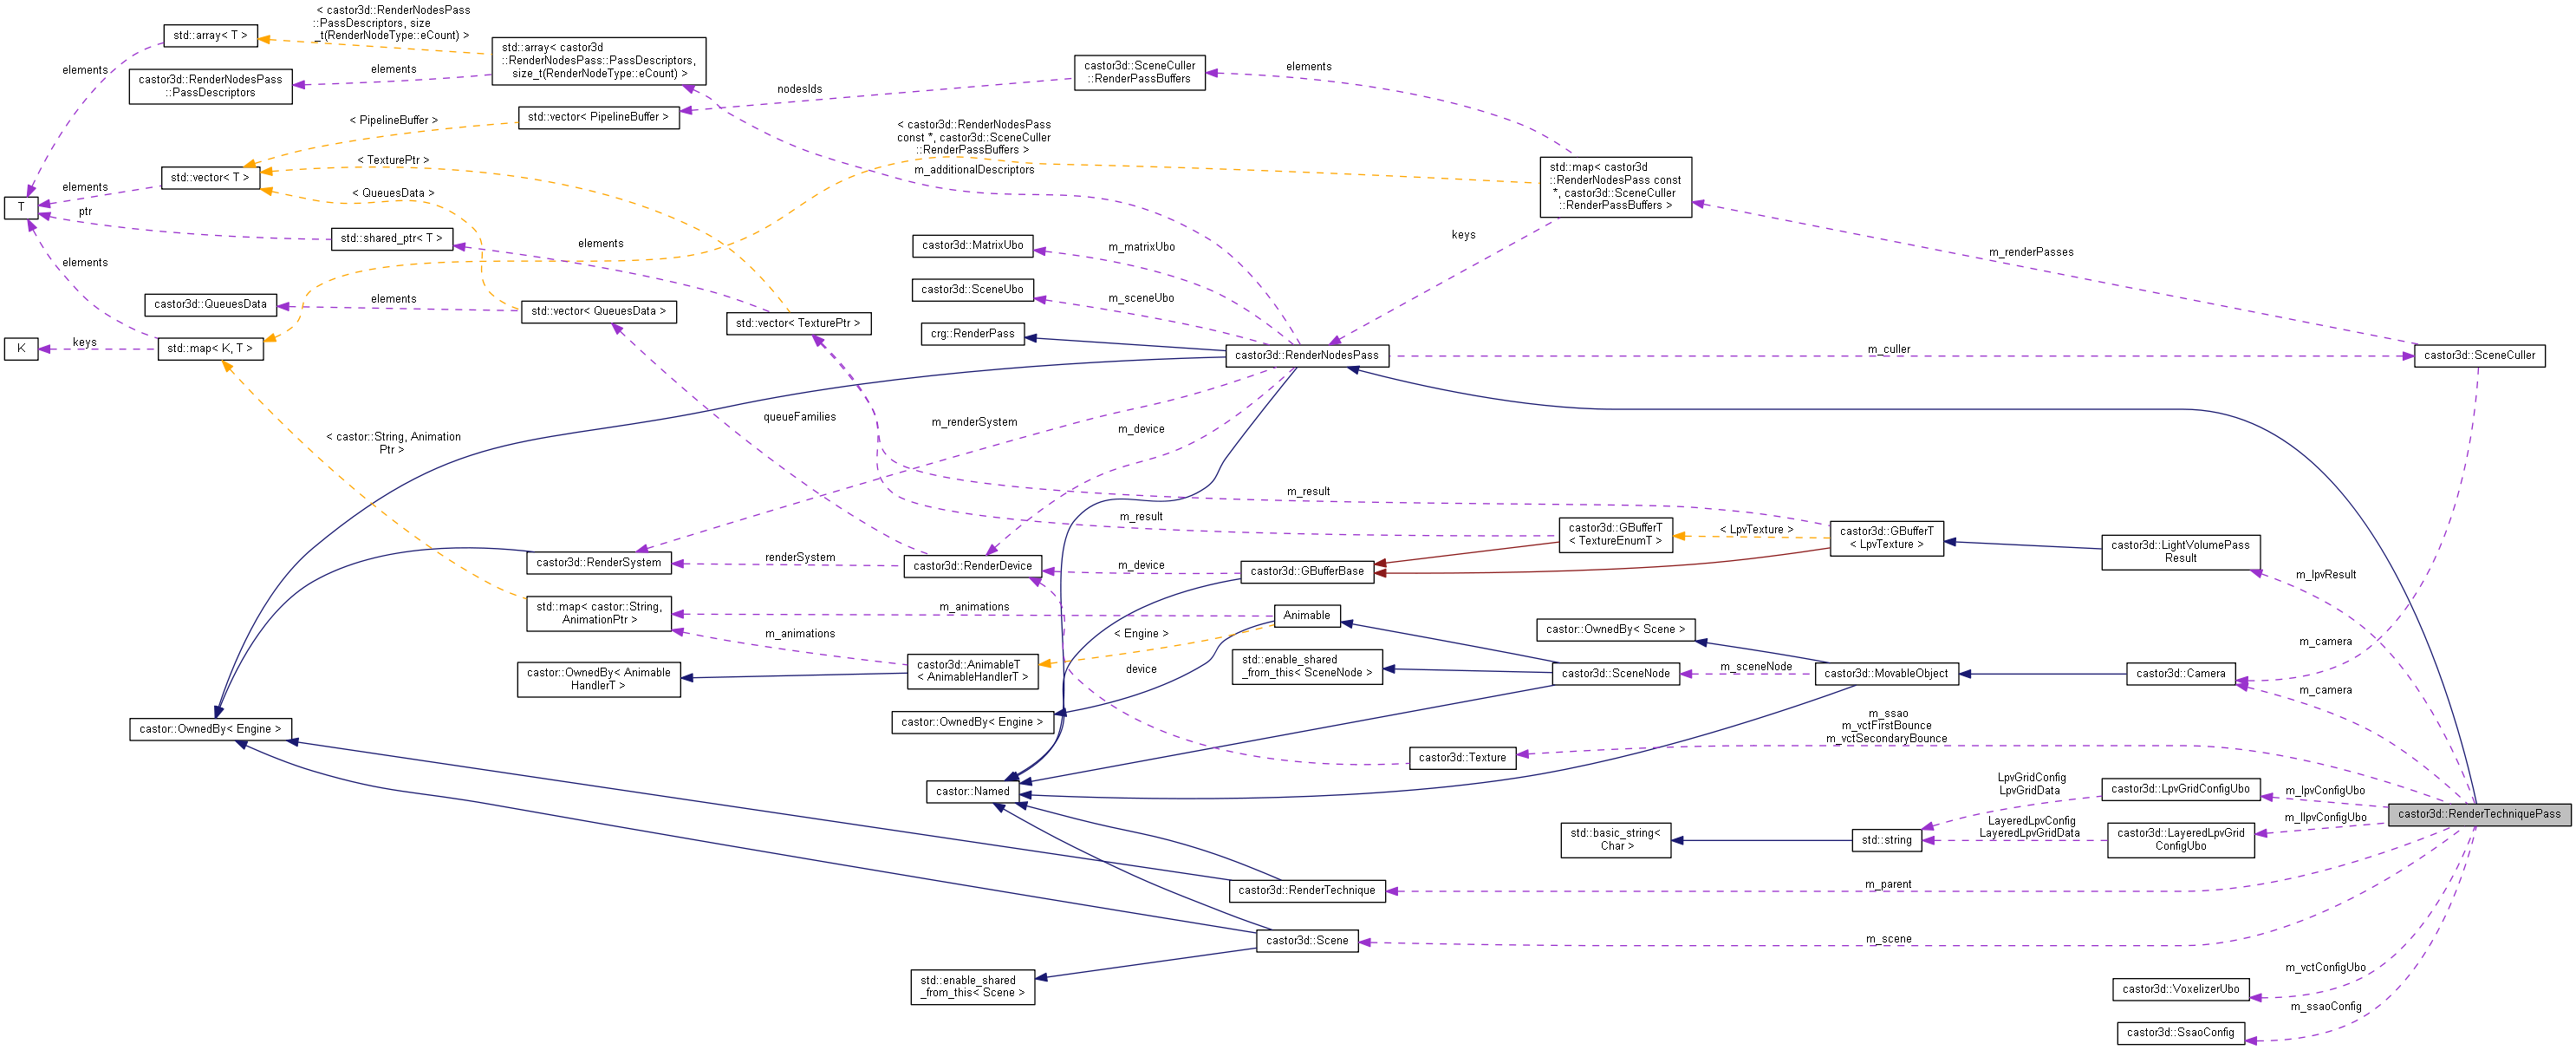 < castor3d::RenderNodesPass
::PassDescriptors, size
_t(RenderNodeType::eCount) >
std::array< T >
elements
castor3d::RenderNodesPass
::PassDescriptors
elements
std::array< castor3d
::RenderNodesPass::PassDescriptors,
size_t(RenderNodeType::eCount) >
castor3d::SceneCuller
::RenderPassBuffers
elements
nodesIds
std::vector< PipelineBuffer >
< PipelineBuffer >
< castor3d::RenderNodesPass
const *, castor3d::SceneCuller
::RenderPassBuffers >
m_additionalDescriptors
< TexturePtr >
std::vector< T >
elements
< QueuesData >
T
ptr
std::shared_ptr< T >
elements
std::map< castor3d
::RenderNodesPass const
*, castor3d::SceneCuller
::RenderPassBuffers >
keys
m_renderPasses
castor3d::MatrixUbo
m_matrixUbo
elements
castor3d::SceneUbo
m_sceneUbo
castor3d::QueuesData
elements
std::vector< QueuesData >
std::vector< TexturePtr >
crg::RenderPass
K
keys
std::map< K, T >
castor3d::RenderNodesPass
m_culler
castor3d::SceneCuller
queueFamilies
m_renderSystem
m_device
< castor::String, Animation
Ptr >
m_result
m_result
castor3d::GBufferT
< TextureEnumT >
< LpvTexture >
castor3d::GBufferT
< LpvTexture >
castor3d::LightVolumePass
Result
m_lpvResult
castor3d::RenderSystem
renderSystem
castor3d::RenderDevice
m_device
castor3d::GBufferBase
std::map< castor::String,
AnimationPtr >
m_animations
Animable
m_animations
< Engine >
castor::OwnedBy< Scene >
m_camera
castor::OwnedBy< Animable
HandlerT >
castor3d::AnimableT
< AnimableHandlerT >
device
std::enable_shared
_from_this< SceneNode >
castor3d::SceneNode
m_sceneNode
castor3d::MovableObject
castor3d::Camera
m_camera
castor::OwnedBy< Engine >
castor::OwnedBy< Engine >
m_ssao
m_vctFirstBounce
m_vctSecondaryBounce
castor3d::Texture
castor::Named
LpvGridConfig
LpvGridData
castor3d::LpvGridConfigUbo
m_lpvConfigUbo
castor3d::RenderTechniquePass
m_llpvConfigUbo
LayeredLpvConfig
LayeredLpvGridData
castor3d::LayeredLpvGrid
ConfigUbo
std::basic_string<
Char >
std::string
castor3d::RenderTechnique
m_parent
castor3d::Scene
m_scene
std::enable_shared
_from_this< Scene >
m_vctConfigUbo
castor3d::VoxelizerUbo
m_ssaoConfig
castor3d::SsaoConfig